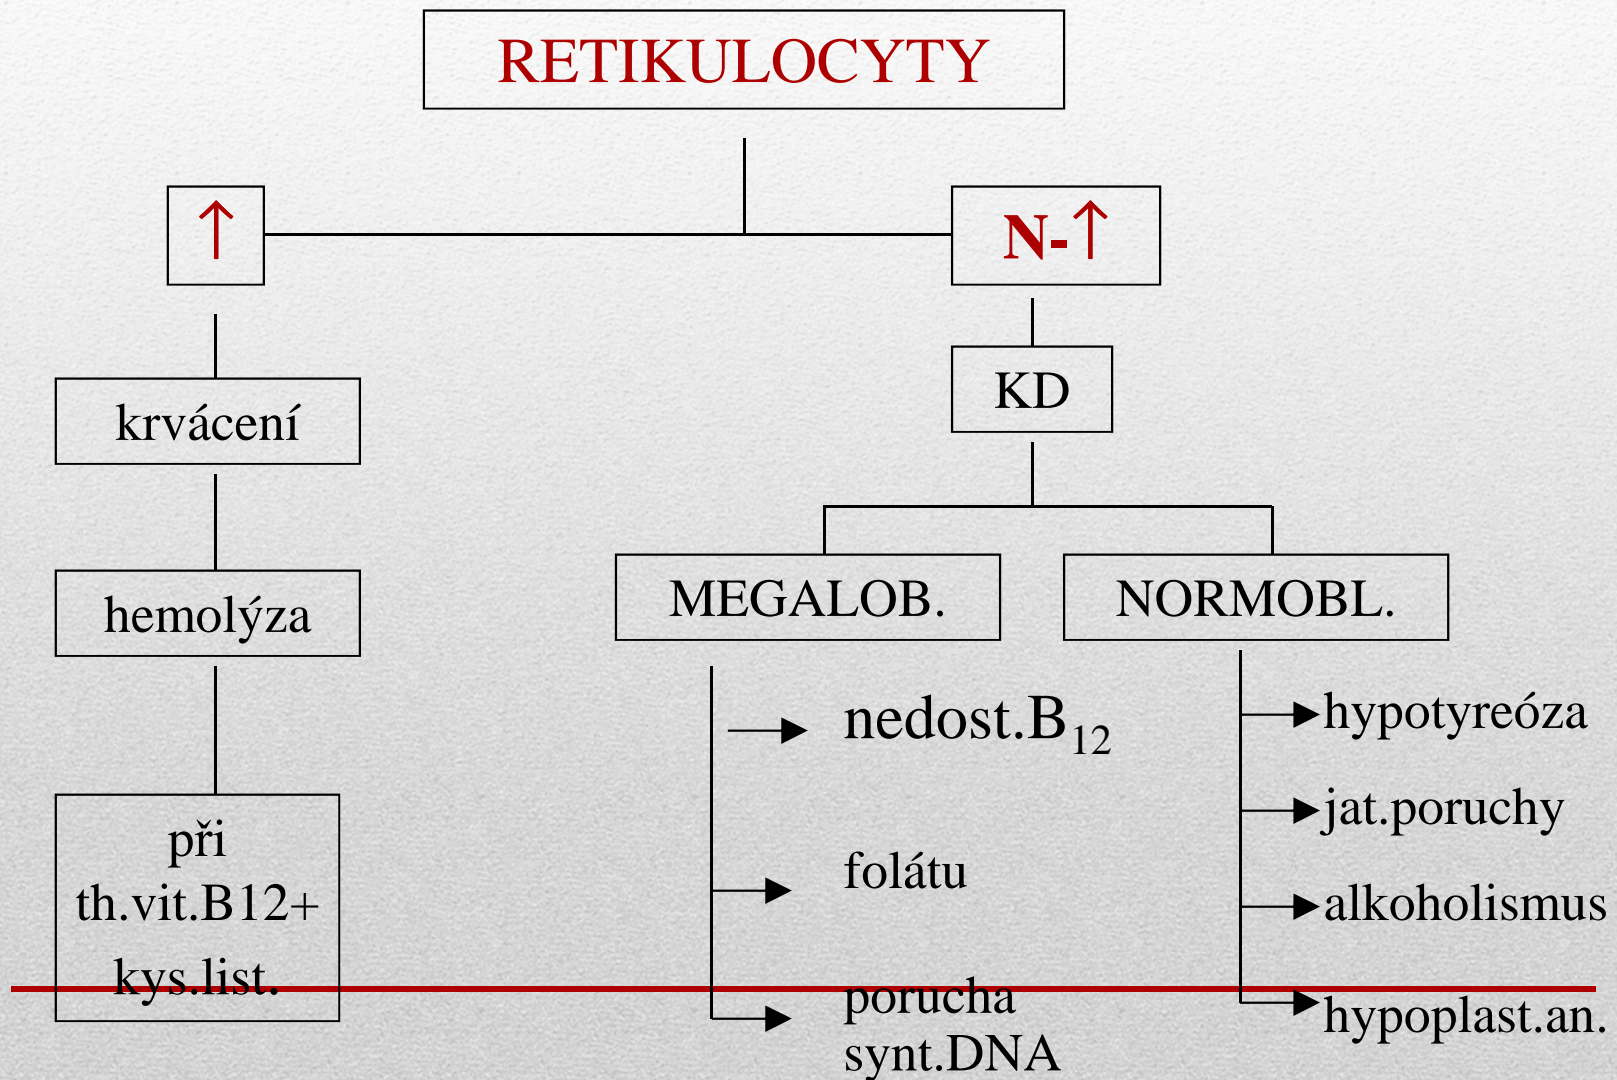 RETIKULOCYTY
↑
N-↑
krvácení
KD
hemolýza
MEGALOB.
NORMOBL.
při
th.vit.B12+
kys.list.
nedost.B12
folátu
porucha
synt.DNA
hypotyreóza
jat.poruchy
alkoholismus
hypoplast.an.